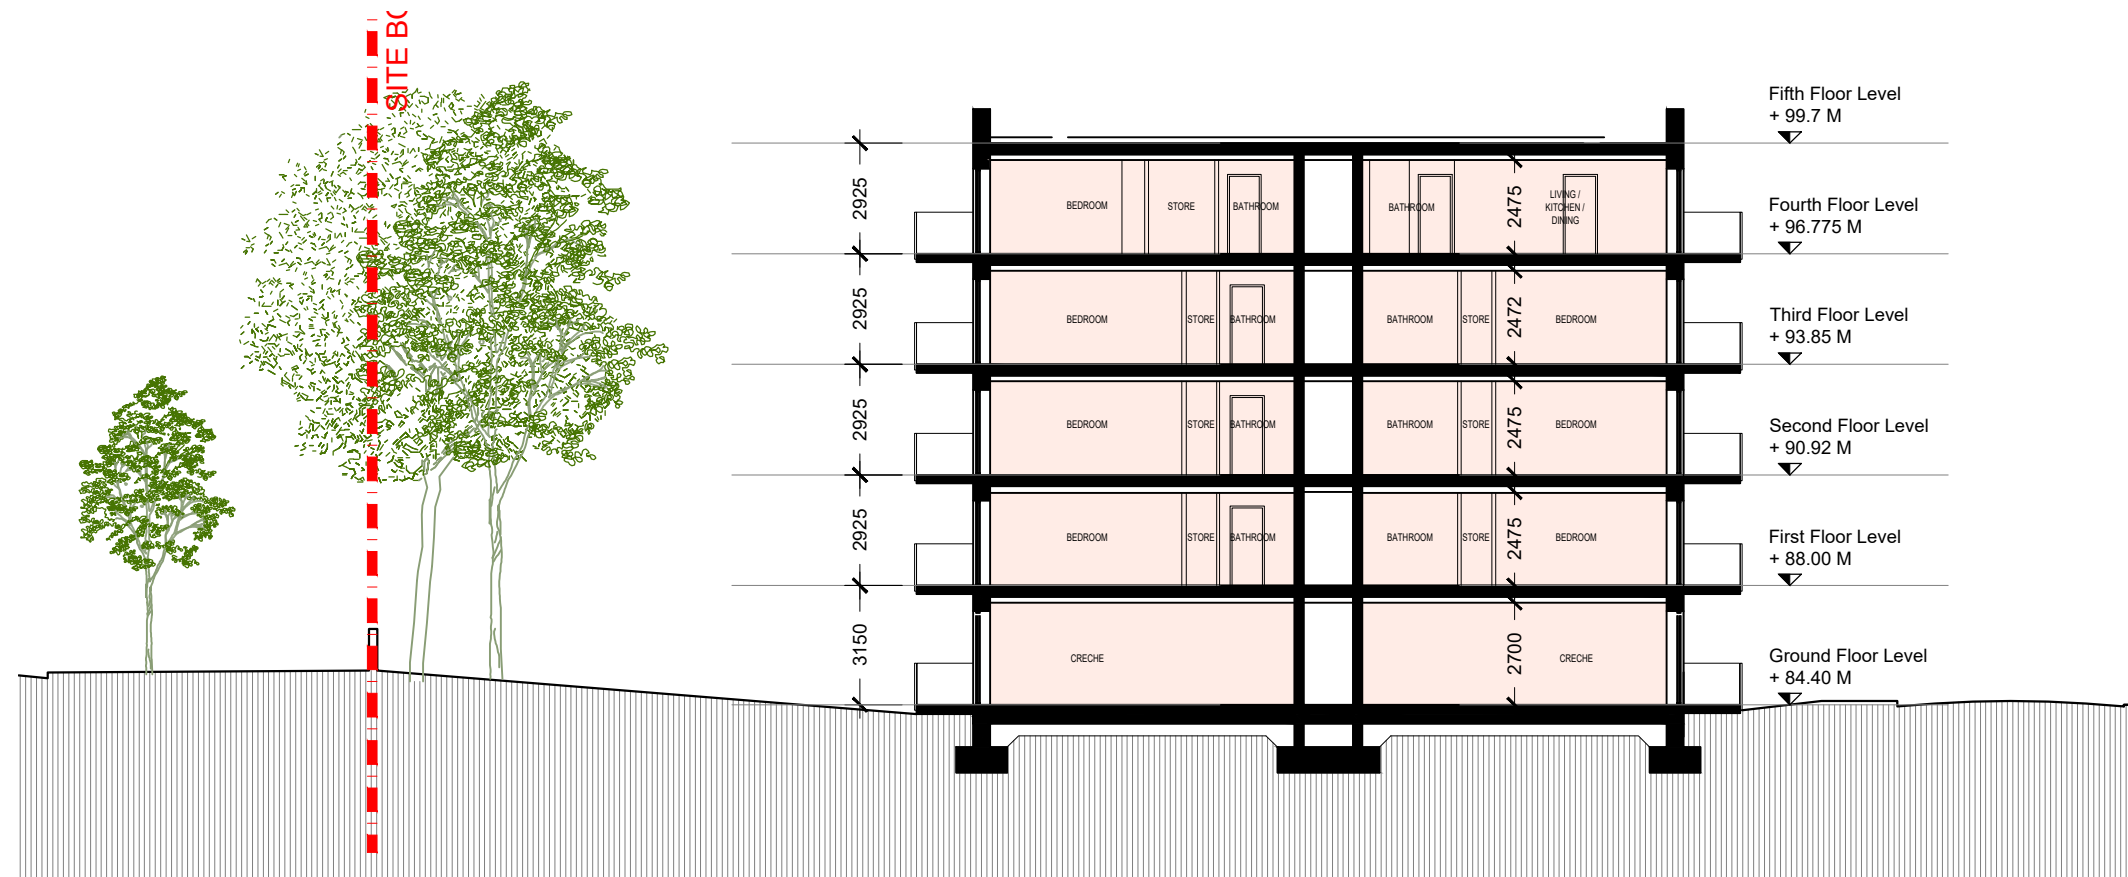 SITE BO
Fifth Floor Level
+ 99.7 M
2925
BEDROOM
STORE
BATHROOM
BATHROOM
2475
LIVING /
KITCHEN /
DINING
Fourth Floor Level
+ 96.775 M
2925
BEDROOM
STORE
BATHROOM
BATHROOM
STORE
2472
BEDROOM
Third Floor Level
+ 93.85 M
2925
BEDROOM
STORE
BATHROOM
BATHROOM
STORE
2475
BEDROOM
Second Floor Level
+ 90.92 M
2925
BEDROOM
STORE
BATHROOM
BATHROOM
STORE
2475
BEDROOM
First Floor Level
+ 88.00 M
3150
CRECHE
2700
CRECHE
Ground Floor Level
+ 84.40 M